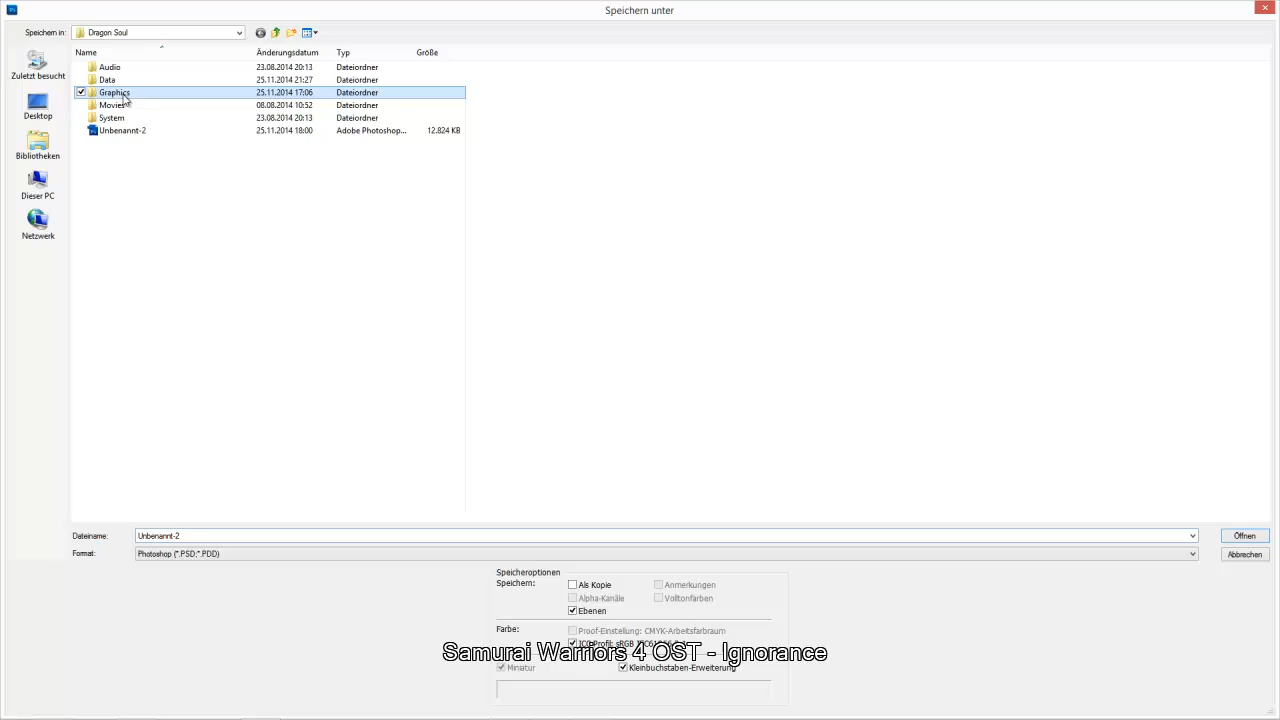 Speichern unter
Speichern in: Dragon Soul
Name Änderungsdatum Typ Größe
Audio 23.08.2014 20:13 Dateiordner
Data 25.11.2014 21:27 Dateiordner
Graphics 25.11.2014 17:06 Dateiordner
Movies 08.08.2014 10:52 Dateiordner
System 23.08.2014 20:13 Dateiordner
Unbenannt-2 25.11.2014 18:00 Adobe Photoshop... 12.824 KB
Zuletzt besucht
Desktop
Bibliotheken
Dieser PC
Netzwerk
Dateiname: Unbenannt-2 Öffnen
Format: Photoshop (*.PSD;*.PDD) Abbrechen
Speicheroptionen
Speichern: Als Kopie Anmerkungen
Alpha-Kanäle Volltonfarben
Ebenen
Farbe: Proof-Einstellung: CMYK-Arbeitsfarbraum
ICC-Profil: sRGB
Samurai Warriors 4 OST - Ignorance
Miniatur Kleinbuchstaben-Erweiterung